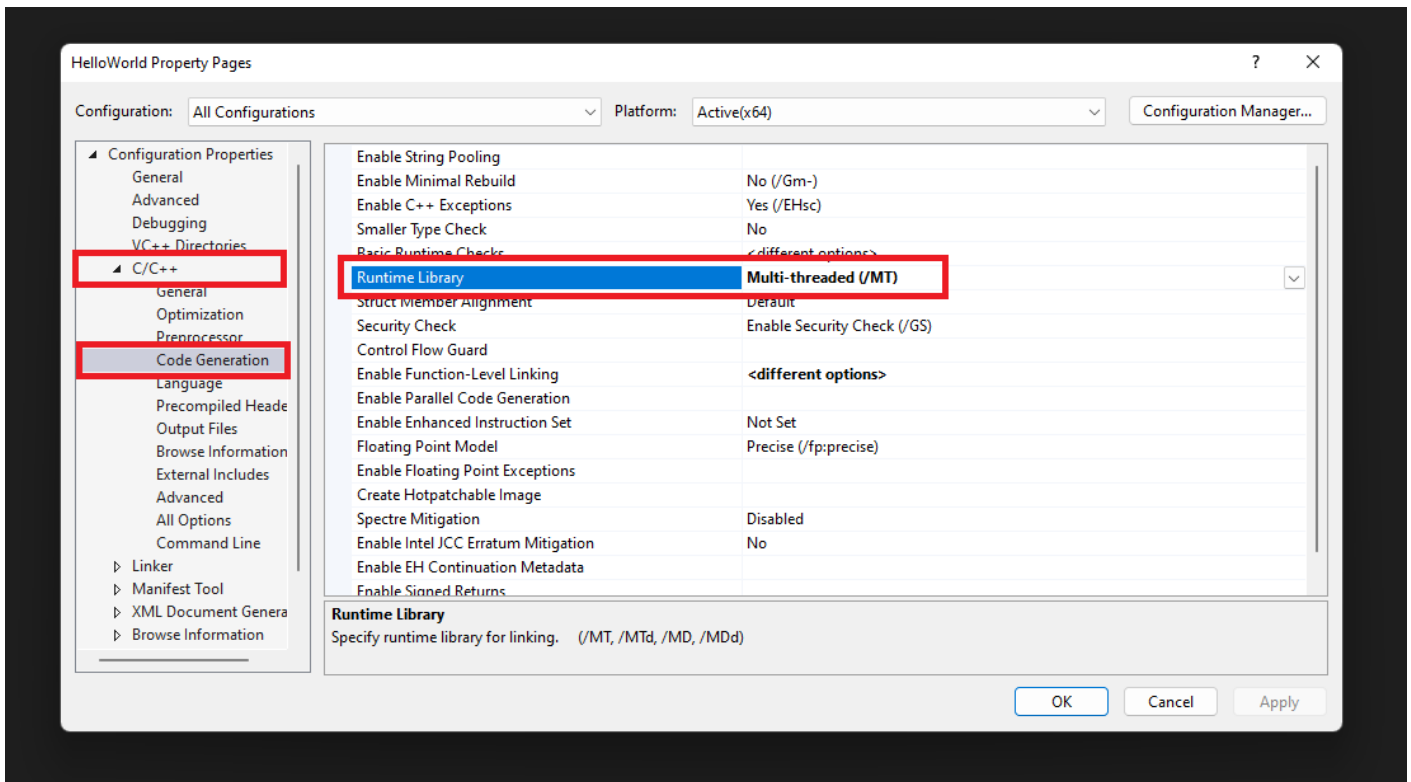 HelloWorld Property Pages
? ×
Configuration: All Configurations Platform: Active(x64) Configuration Manager...
Configuration Properties
General
Advanced
Debugging
VC++ Directories
C/C++
General
Optimization
Preprocessor
Code Generation
Language
Precompiled Heade
Output Files
Browse Information
External Includes
Advanced
All Options
Command Line
Linker
Manifest Tool
XML Document Genera
Browse Information
Enable String Pooling
Enable Minimal Rebuild No (/Gm-)
Enable C++ Exceptions Yes (/EHsc)
Smaller Type Check No
Basic Runtime Checks <different options>
Runtime Library Multi-threaded (/MT)
Struct Member Alignment Default
Security Check Enable Security Check (/GS)
Control Flow Guard
Enable Function-Level Linking <different options>
Enable Parallel Code Generation
Enable Enhanced Instruction Set Not Set
Floating Point Model Precise (/fp:precise)
Enable Floating Point Exceptions
Create Hotpatchable Image
Spectre Mitigation Disabled
Enable Intel JCC Erratum Mitigation No
Enable EH Continuation Metadata
Enable Signed Returns
Runtime Library
Specify runtime library for linking. (/MT, /MTd, /MD, /MDd)
OK Cancel Apply